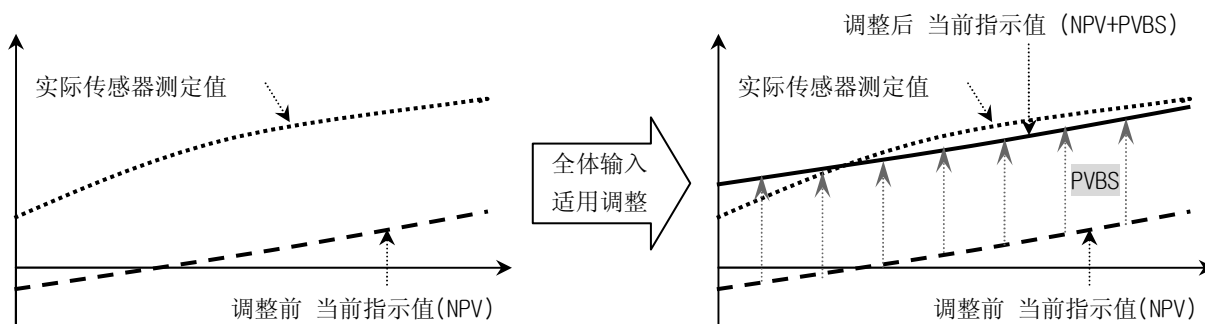 调整后 当前指示值 (NPV+PVBS)
实际传感器测定值
实际传感器测定值
全体输入
适用调整
PVBS
调整前 当前指示值(NPV)
调整前 当前指示值(NPV)